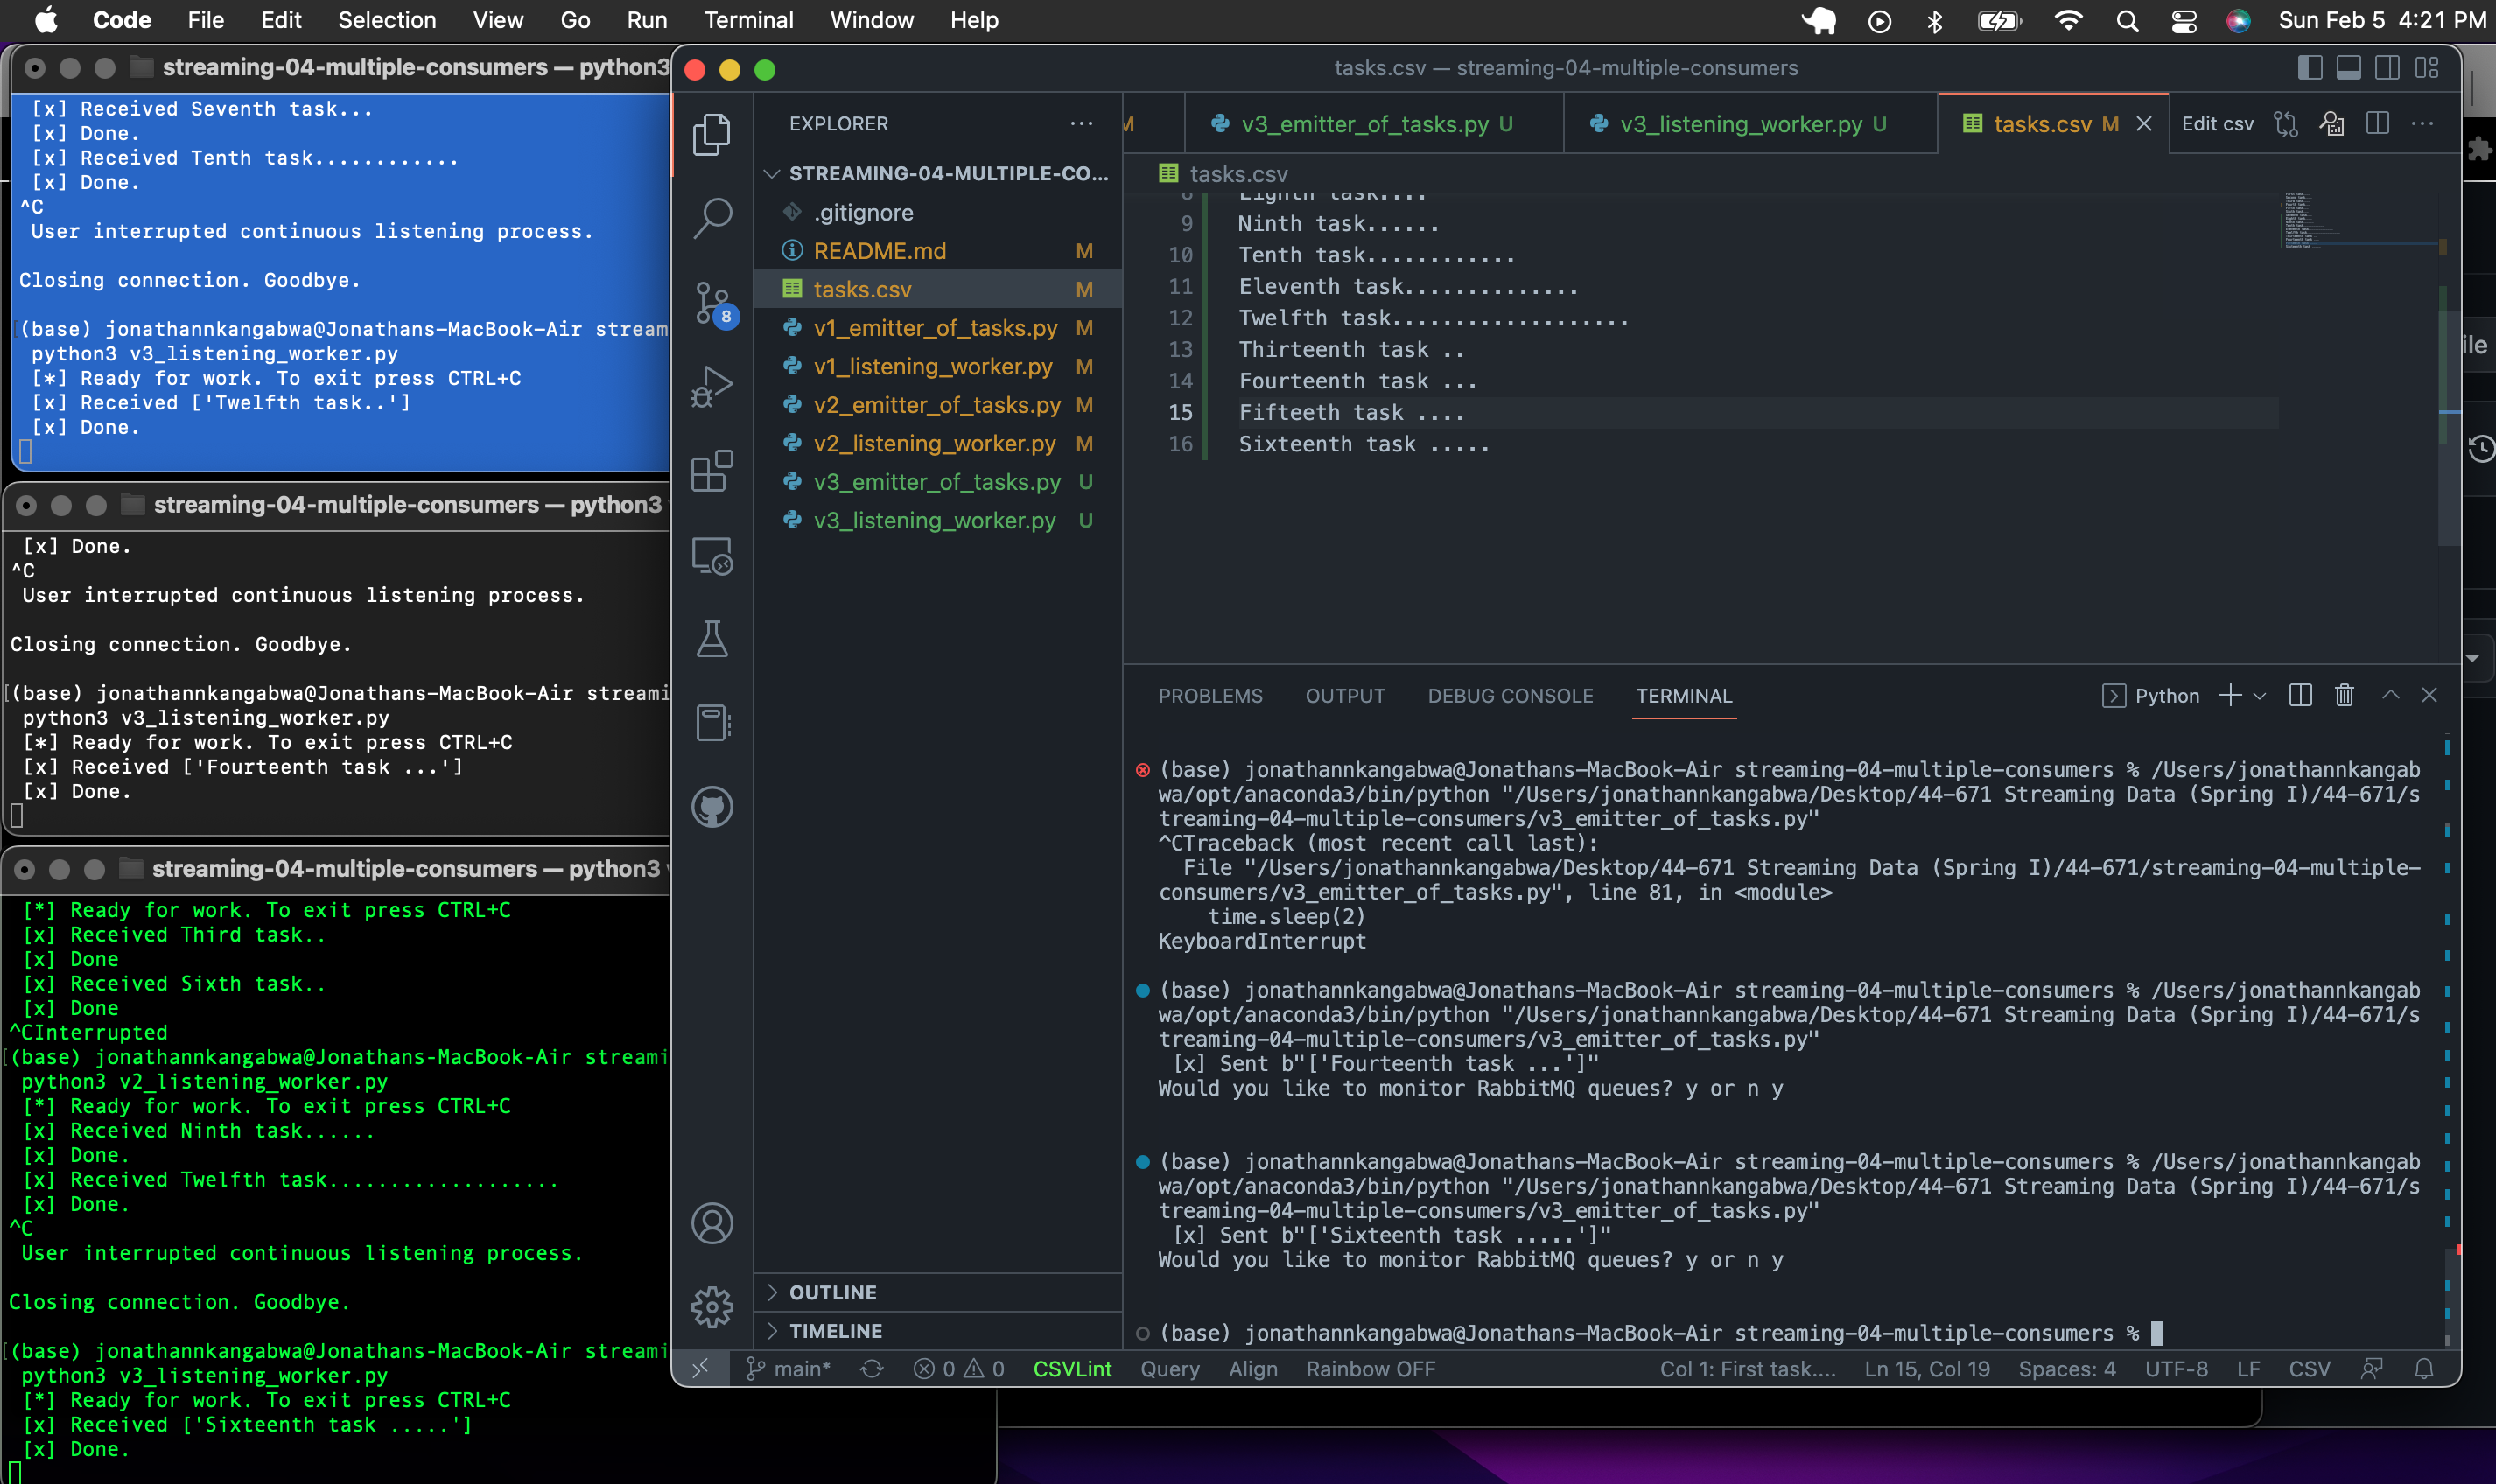 Code File Edit Selection View Go Run Terminal Window Help Sun Feb 5 4:21 PM
streaming-04-multiple-consumers — python3
[x] Received Seventh task...
[x] Done.
[x] Received Tenth task............
[x] Done.
^C
User interrupted continuous listening process.
Closing connection. Goodbye.
(base) jonathannkangabwa@Jonathans-MacBook-Air stream
python3 v3_listening_worker.py
[*] Ready for work. To exit press CTRL+C
[x] Received ['Twelfth task..']
[x] Done.
streaming-04-multiple-consumers — python3
[x] Done.
^C
User interrupted continuous listening process.
Closing connection. Goodbye.
[(base) jonathannkangabwa@Jonathans-MacBook-Air streami
python3 v3_listening_worker.py
[*] Ready for work. To exit press CTRL+C
[x] Received ['Fourteenth task ...']
[x] Done.
streaming-04-multiple-consumers — python3
[*] Ready for work. To exit press CTRL+C
[x] Received Third task..
[x] Done
[x] Received Sixth task..
[x] Done
^CInterrupted
[(base) jonathannkangabwa@Jonathans-MacBook-Air streami
python3 v2_listening_worker.py
[*] Ready for work. To exit press CTRL+C
[x] Received Ninth task......
[x] Done.
[x] Received Twelfth task...................
[x] Done.
^C
User interrupted continuous listening process.
Closing connection. Goodbye.
[(base) jonathannkangabwa@Jonathans-MacBook-Air streami
python3 v3_listening_worker.py
[*] Ready for work. To exit press CTRL+C
[x] Received ['Sixteenth task .....']
[x] Done.
tasks.csv — streaming-04-multiple-consumers
EXPLORER
STREAMING-04-MULTIPLE-CO...
.gitignore
README.md M
tasks.csv M
v1_emitter_of_tasks.py M
v1_listening_worker.py M
v2_emitter_of_tasks.py M
v2_listening_worker.py M
v3_emitter_of_tasks.py U
v3_listening_worker.py U
8
OUTLINE
TIMELINE
M v3_emitter_of_tasks.py U v3_listening_worker.py U tasks.csv M Edit csv
tasks.csv
8 Eighth task....
9 Ninth task......
10 Tenth task............
11 Eleventh task..............
12 Twelfth task...................
13 Thirteenth task ..
14 Fourteenth task ...
15 Fifteeth task ....
16 Sixteenth task .....
ile
PROBLEMS OUTPUT DEBUG CONSOLE TERMINAL Python
(base) jonathannkangabwa@Jonathans-MacBook-Air streaming-04-multiple-consumers % /Users/jonathannkangab
wa/opt/anaconda3/bin/python "/Users/jonathannkangabwa/Desktop/44-671 Streaming Data (Spring I)/44-671/s
treaming-04-multiple-consumers/v3_emitter_of_tasks.py"
^CTraceback (most recent call last):
File "/Users/jonathannkangabwa/Desktop/44-671 Streaming Data (Spring I)/44-671/streaming-04-multiple-
consumers/v3_emitter_of_tasks.py", line 81, in <module>
time.sleep(2)
KeyboardInterrupt
(base) jonathannkangabwa@Jonathans-MacBook-Air streaming-04-multiple-consumers % /Users/jonathannkangab
wa/opt/anaconda3/bin/python "/Users/jonathannkangabwa/Desktop/44-671 Streaming Data (Spring I)/44-671/s
treaming-04-multiple-consumers/v3_emitter_of_tasks.py"
[x] Sent b"['Fourteenth task ...']"
Would you like to monitor RabbitMQ queues? y or n y
(base) jonathannkangabwa@Jonathans-MacBook-Air streaming-04-multiple-consumers % /Users/jonathannkangab
wa/opt/anaconda3/bin/python "/Users/jonathannkangabwa/Desktop/44-671 Streaming Data (Spring I)/44-671/s
treaming-04-multiple-consumers/v3_emitter_of_tasks.py"
[x] Sent b"['Sixteenth task .....']"
Would you like to monitor RabbitMQ queues? y or n y
(base) jonathannkangabwa@Jonathans-MacBook-Air streaming-04-multiple-consumers %
main* 0 0 CSVLint Query Align Rainbow OFF Col 1: First task.... Ln 15, Col 19 Spaces: 4 UTF-8 LF CSV